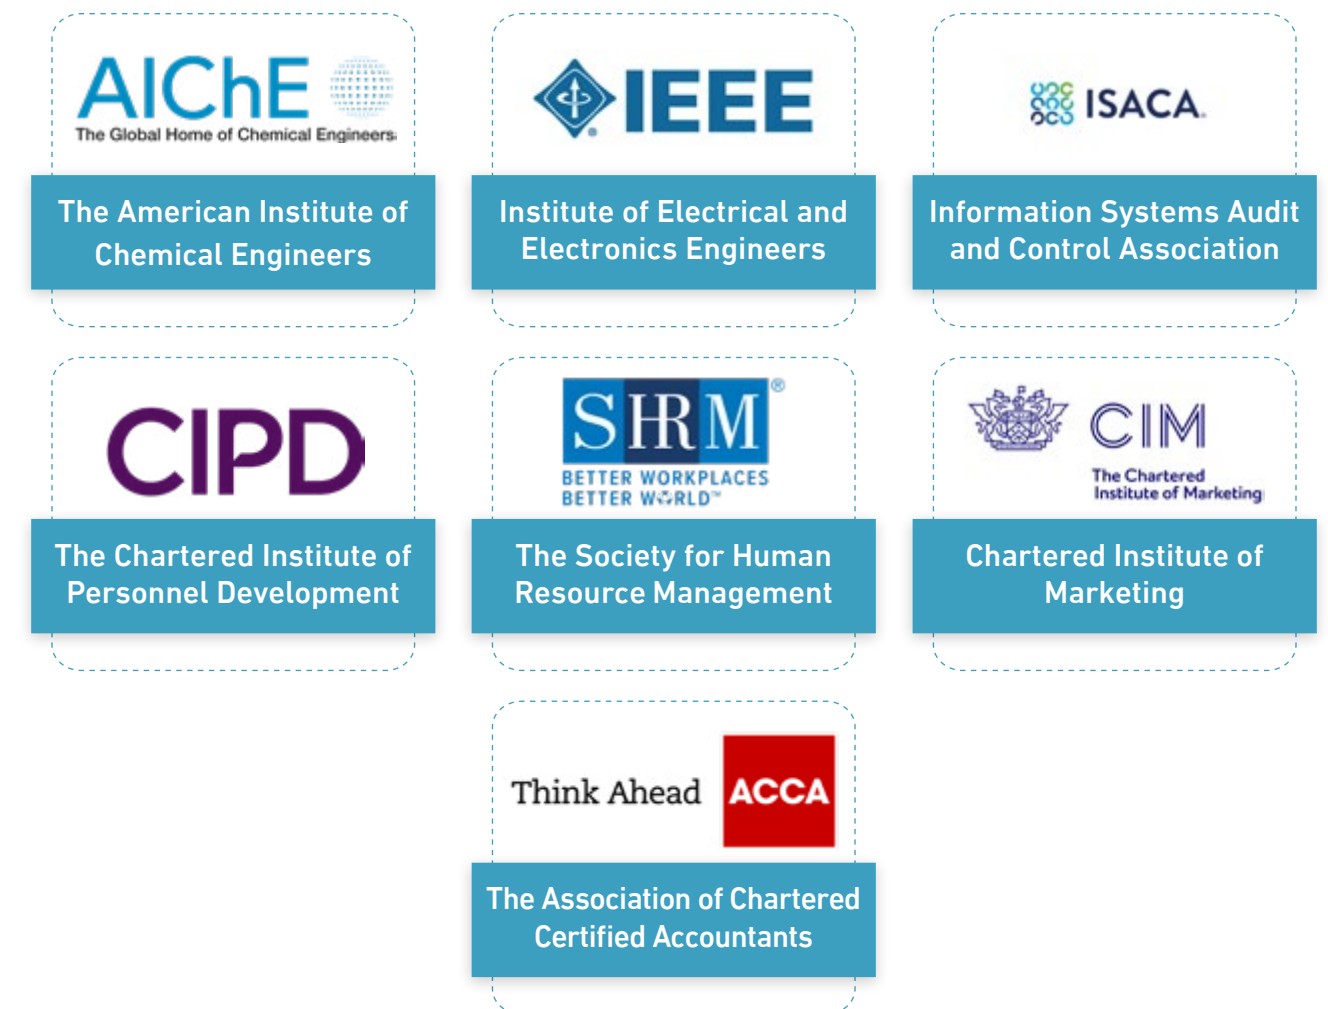 AIChE
The Global Home of Chemical Engineers
The American Institute of
Chemical Engineers
IEEE
®
Institute of Electrical and
Electronics Engineers
ISACA.
Information Systems Audit
and Control Association
CIPD
The Chartered Institute of
Personnel Development
SHRM®
BETTER WORKPLACES
BETTER WORLD™
The Society for Human
Resource Management
CIM
The Chartered
Institute of Marketing
Chartered Institute of
Marketing
Think Ahead ACCA
The Association of Chartered
Certified Accountants